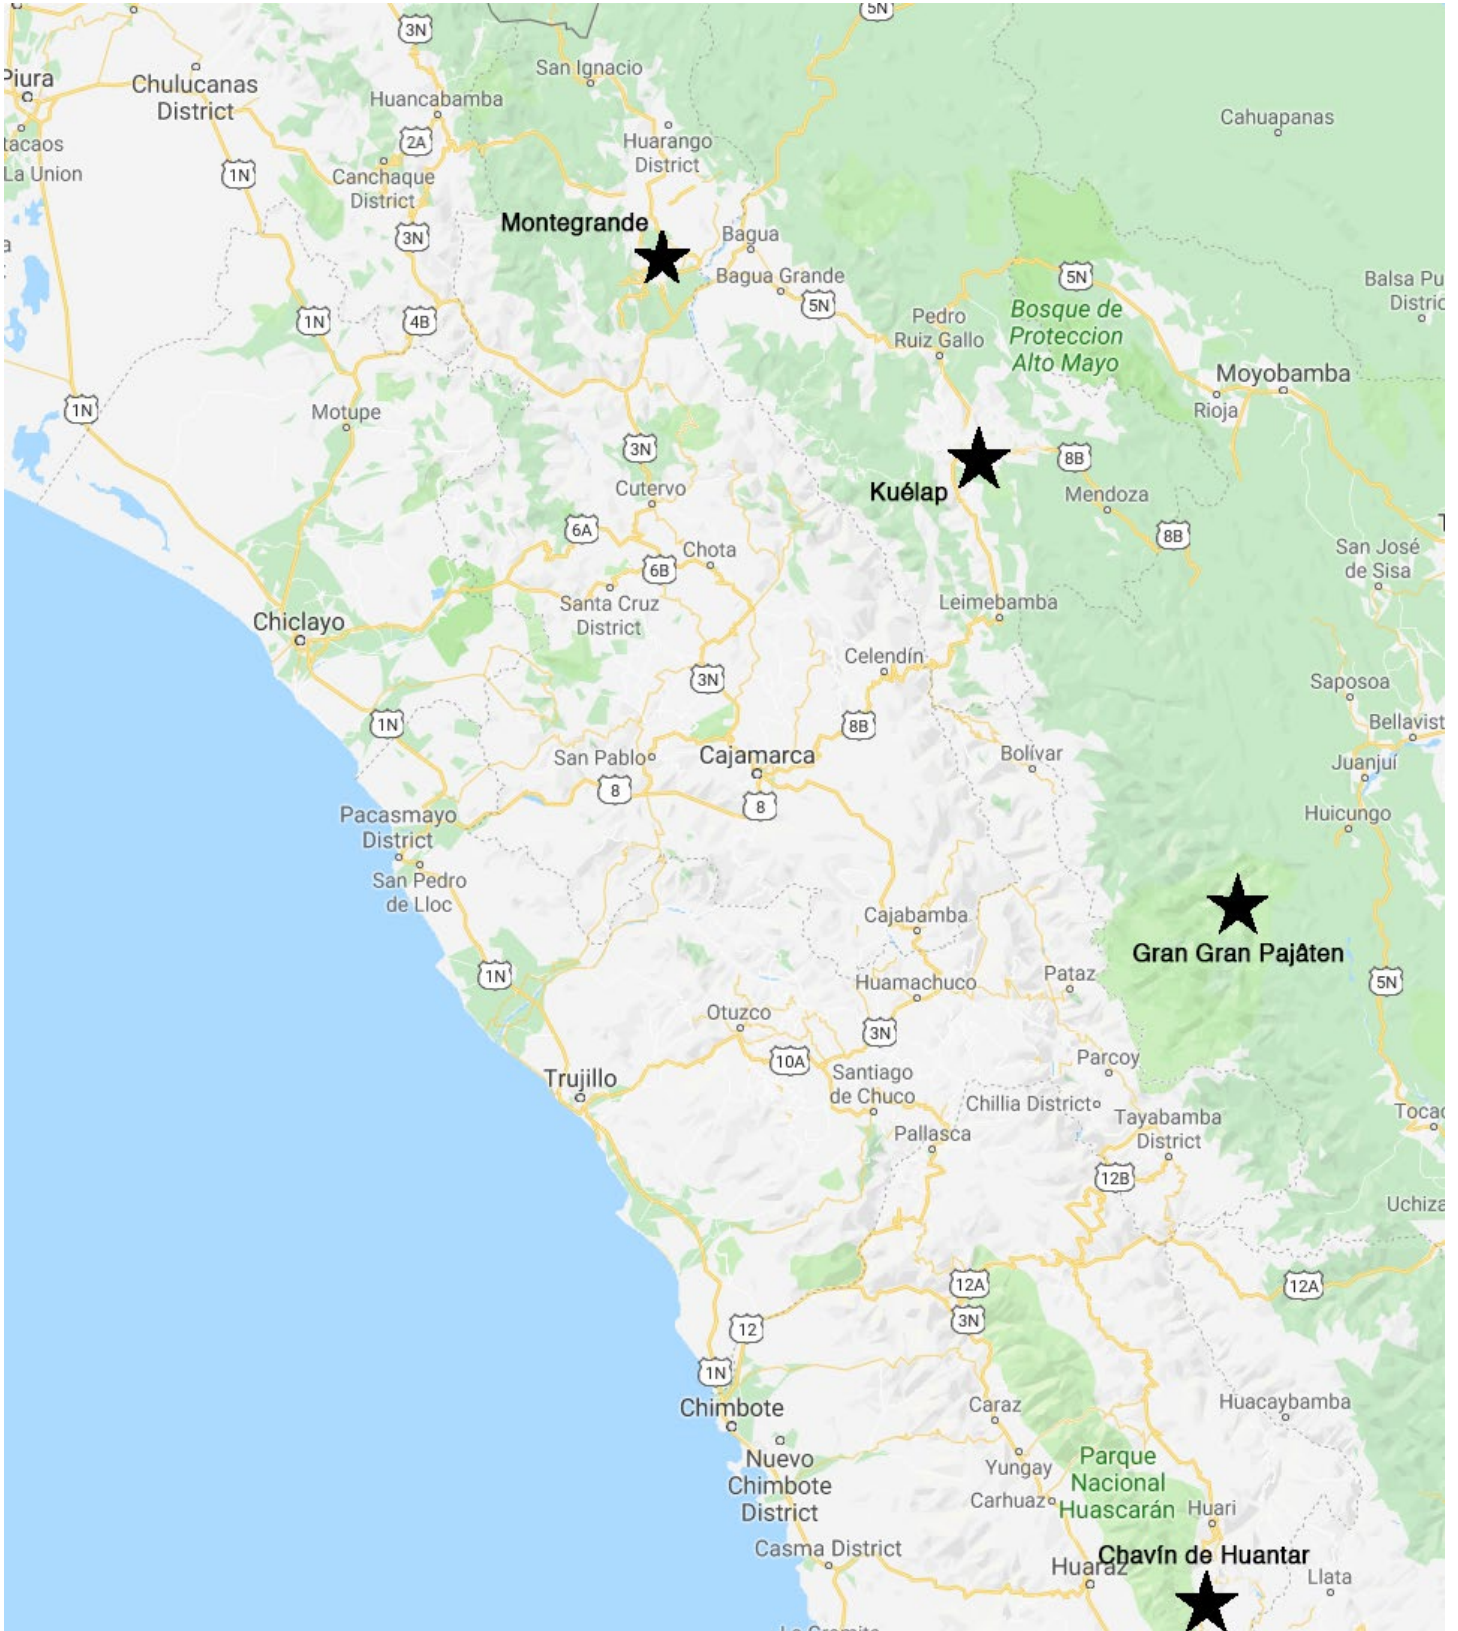 5N
3N
San Ignacio
Piura
Chulucanas
District
Huancabamba
Cahuapanas
2A
Huarango
District
tacaos
La Union
1N
Canchaque
District
Montegrande
3N
Bagua
Bagua Grande
5N
5N
Balsa Pu
Distric
1N
4B
Pedro
Ruiz Gallo
Bosque de
Proteccion
Alto Mayo
Moyobamba
Rioja
1N
Motupe
3N
8B
Kuélap
Cutervo
Mendoza
6A
8B
Chota
6B
San José
de Sisa
Santa Cruz
District
Leimebamba
Chiclayo
Celendín
3N
Saposoa
1N
8B
Bellavist
San Pablo
Cajamarca
Bolívar
Juanjuí
8
8
Pacasmayo
District
Huicungo
San Pedro
de Lloc
Cajabamba
Gran Gran Pajâten
1N
Huamachuco
Pataz
5N
Otuzco
3N
10A
Parcoy
Trujillo
Santiago
de Chuco
Chillia District
Tayabamba
District
Tocac
Pallasca
12B
Uchiza
12A
12A
3N
12
1N
Chimbote
Caraz
Huacaybamba
Nuevo
Chimbote
District
Yungay
Parque
Nacional
Huascarán
Carhuaz
Huari
Casma District
Chavín de Huantar
Huaraz
Llata